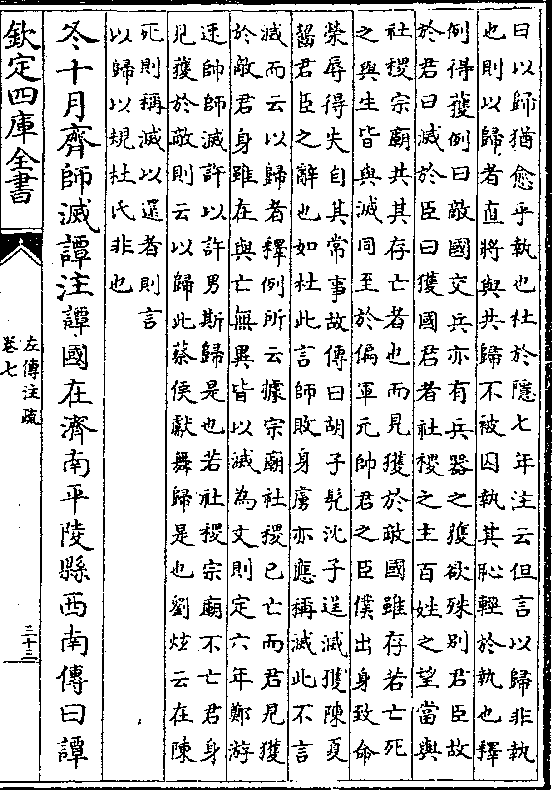 曰以師猶愈乎執也杜於隱七年注云但言以歸非執
也則以歸者直將與共歸不被囚執其恥輕於執也釋
例得獲例曰敵國交兵亦有兵器之獲欲殊別君臣故
於君曰滅於臣曰獲國君者社稷之主百姓之望當與
社稷宗廟共其存亡者也而見獲於敵國雖存若亡死
之與生皆與滅同至於偏軍元帥君之臣僕出身致命
榮辱得失自其常事故傳曰胡子髠沈子逞滅獲陳夏
齧君臣之辭也如杜此言師敗身虜亦應稱滅此不言
滅而云以歸者釋例所云據宗廟社稷已亡而君見獲
於敵君身雖在與亡無異皆以滅為文則定六年鄭游
速帥師滅許以許男斯歸是也若社稷宗廟不亡君身
見獲於敵則云以歸此蔡侯獻舞歸是也劉炫云在陳
死則稱滅以還者則言
以歸以規杜氏非也
冬十月齊師滅譚注譚國在濟南平陵縣西南傳曰譚
欽定四庫全書
左傳注疏
卷七
二十三